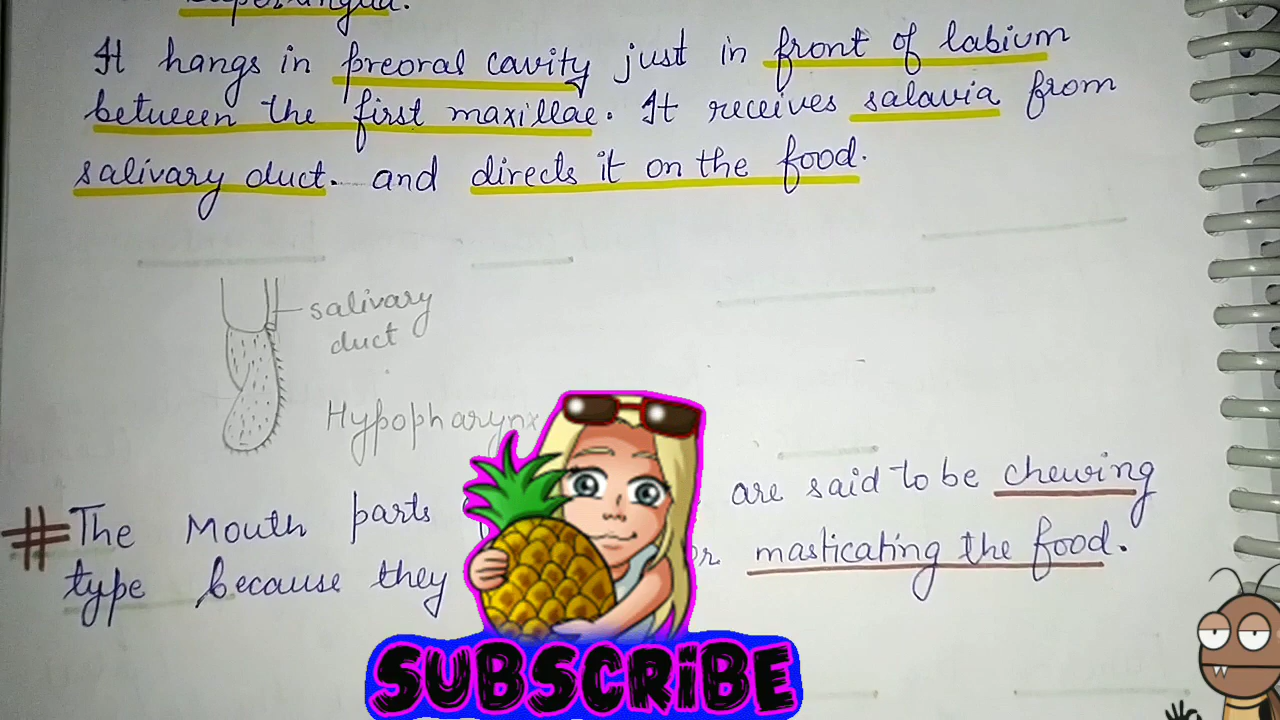 It hangs in preoral cavity just in front of labium
between the first maxillae. It receives salavia from
salivary duct. and directs it on the food.
salivary
duct
Hypopharynx
# The Mouth parts are said to be chewing
type because they masticating the food.
SUBSCRIBE